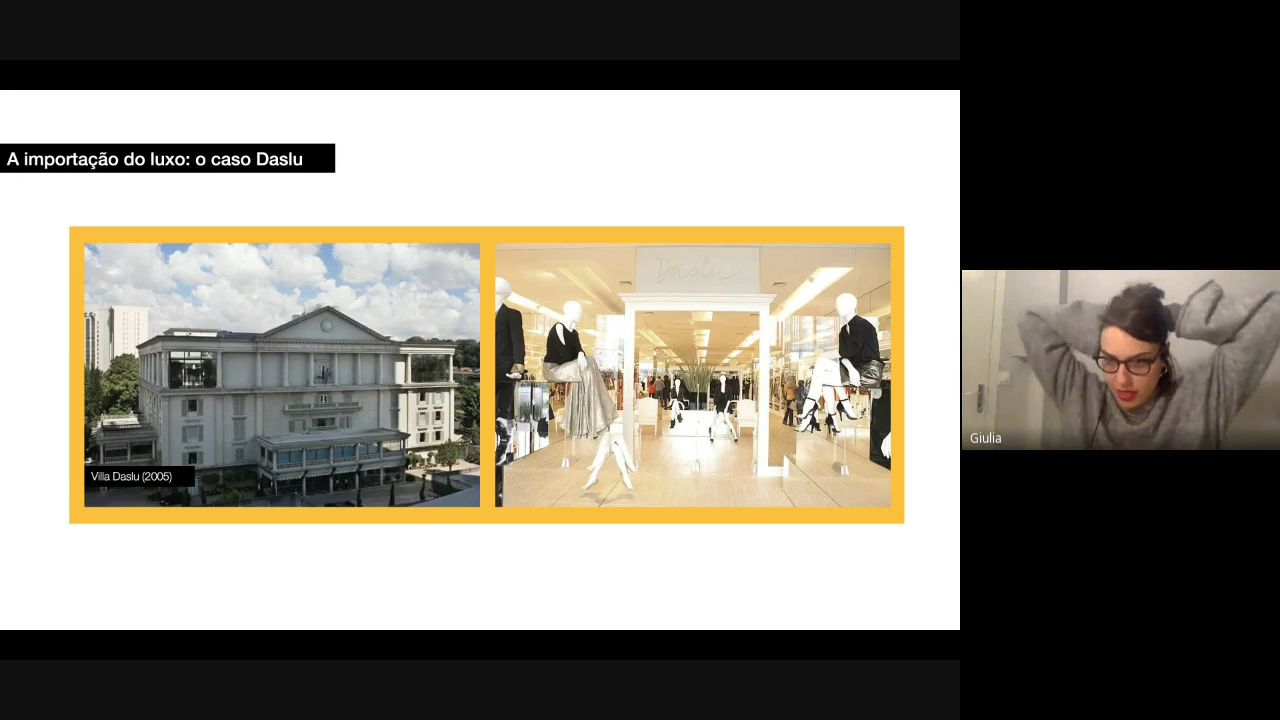 A importação do luxo: o caso Daslu
Daslu
Villa Daslu (2005)
Giulia